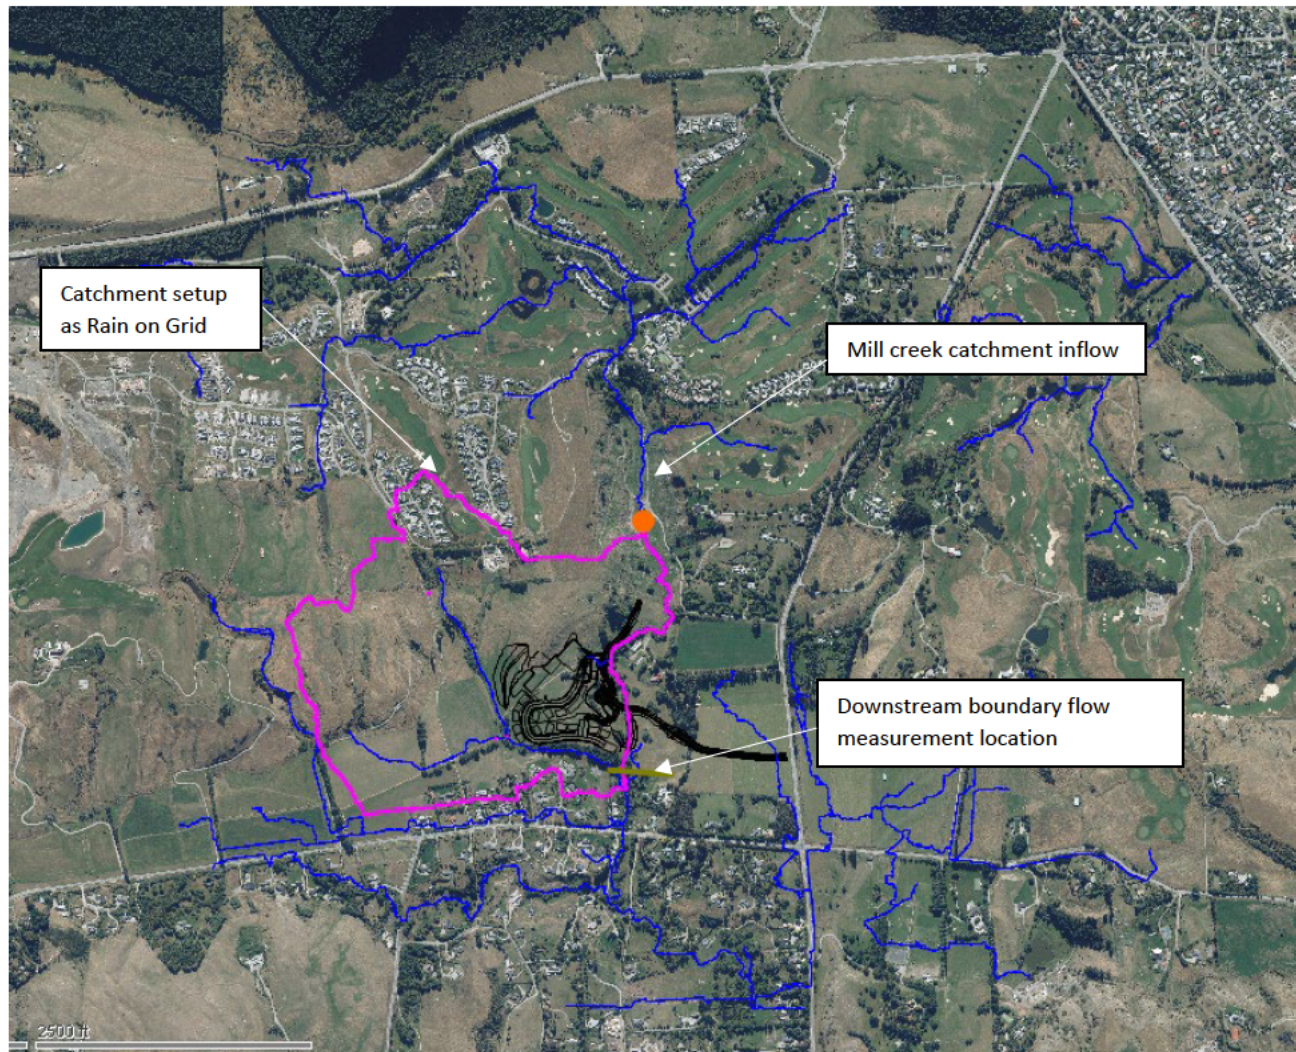 Catchment setup
as Rain on Grid
Mill creek catchment inflow
Downstream boundary flow
measurement location
2500 ft